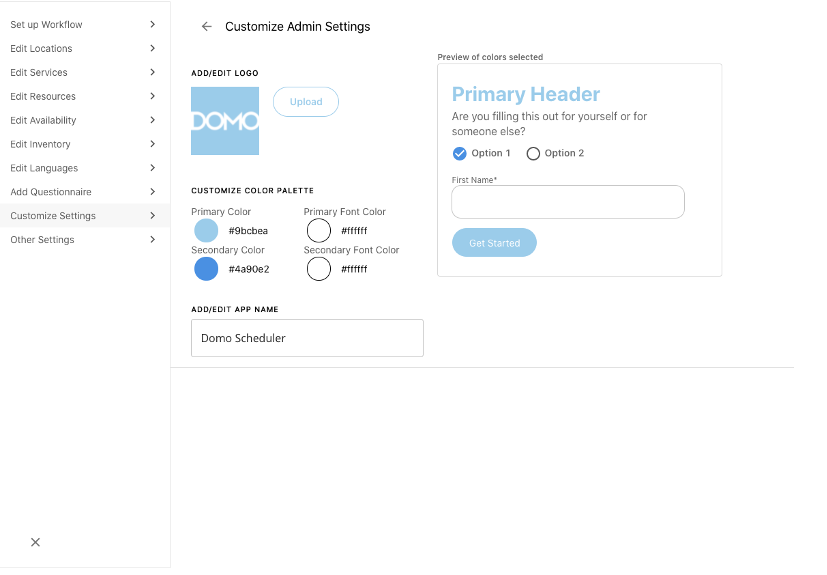 Set up Workflow
Edit Locations
Edit Services
Edit Resources
Edit Availability
Edit Inventory
Edit Languages
Add Questionnaire
Customize Settings
Other Settings
Customize Admin Settings
ADD/EDIT LOGO
DOMO
Upload
CUSTOMIZE COLOR PALETTE
Primary Color
Primary Font Color
#9bcbea
#ffffff
Secondary Color
Secondary Font Color
#4a90e2
#ffffff
ADD/EDIT APP NAME
Domo Scheduler
Preview of colors selected
Primary Header
Are you filling this out for yourself or for
someone else?
Option 1
Option 2
First Name*
Get Started